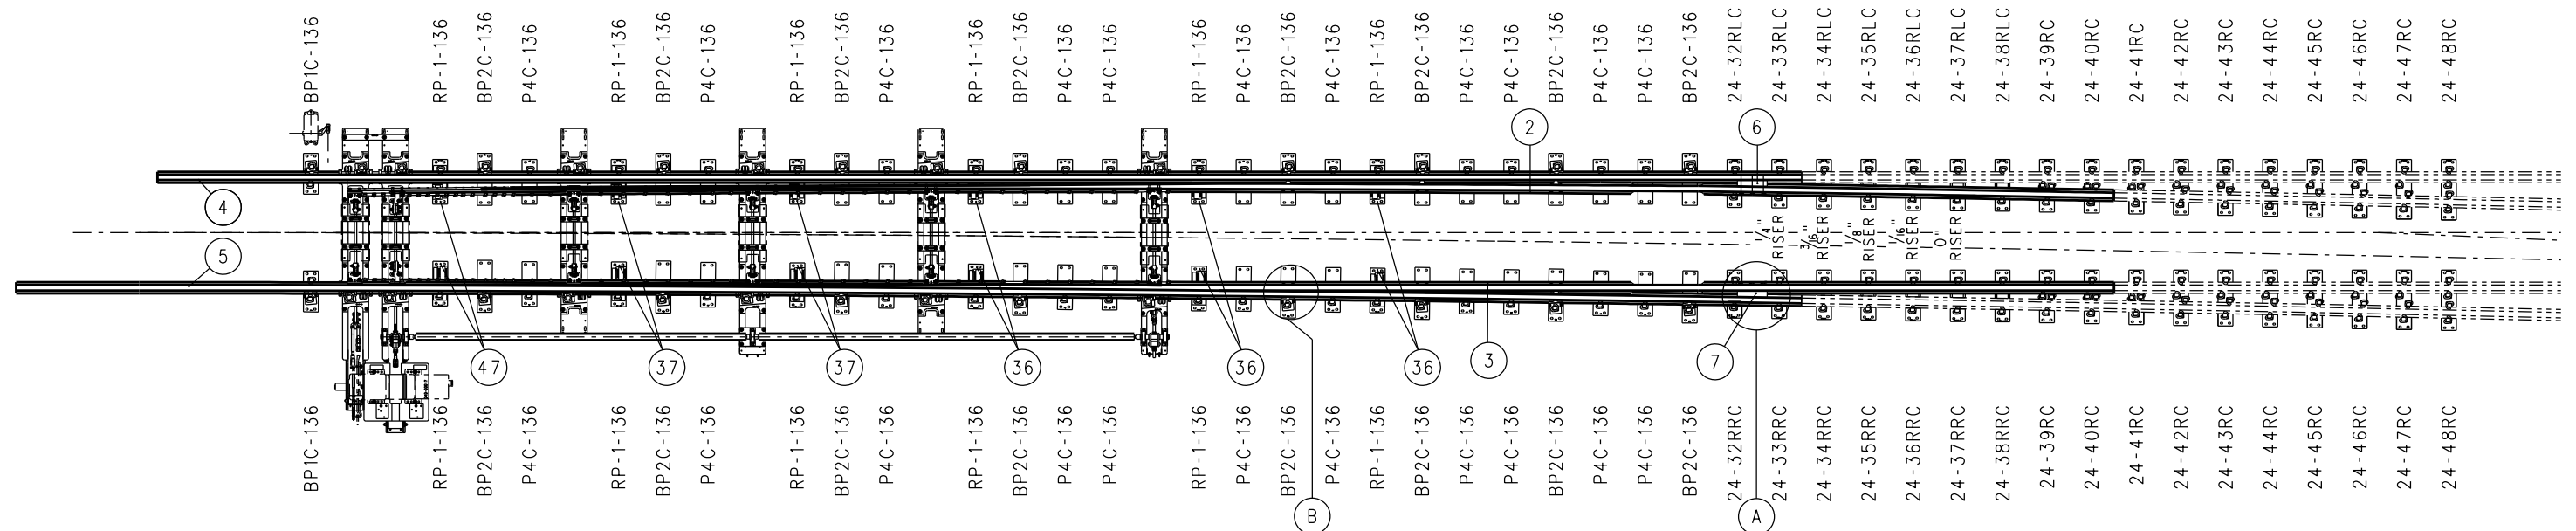 BP1C-136
RP-1-136
BP2C-136
P4C-136
RP-1-136
BP2C-136
P4C-136
RP-1-136
BP2C-136
P4C-136
RP-1-136
BP2C-136
P4C-136
P4C-136
RP-1-136
P4C-136
BP2C-136
P4C-136
RP-1-136
BP2C-136
P4C-136
P4C-136
BP2C-136
P4C-136
P4C-136
BP2C-136
24-32RLC
24-33RLC
24-34RLC
24-35RLC
24-36RLC
24-37RLC
24-38RLC
24-39RC
24-40RC
24-41RC
24-42RC
24-43RC
24-44RC
24-45RC
24-46RC
24-47RC
24-48RC
2
6
4
5
1/4"
RISER
3/16"
RISER
1/8"
RISER
1/16"
RISER
0"
RISER
47
37
37
36
36
36
3
7
BP1C-136
RP-1-136
BP2C-136
P4C-136
RP-1-136
BP2C-136
P4C-136
RP-1-136
BP2C-136
P4C-136
RP-1-136
BP2C-136
P4C-136
P4C-136
RP-1-136
P4C-136
BP2C-136
P4C-136
RP-1-136
BP2C-136
P4C-136
P4C-136
BP2C-136
P4C-136
P4C-136
BP2C-136
24-32RRC
24-33RRC
24-34RRC
24-35RRC
24-36RRC
24-37RRC
24-38RRC
24-39RC
24-40RC
24-41RC
24-42RC
24-43RC
24-44RC
24-45RC
24-46RC
24-47RC
24-48RC
B
A